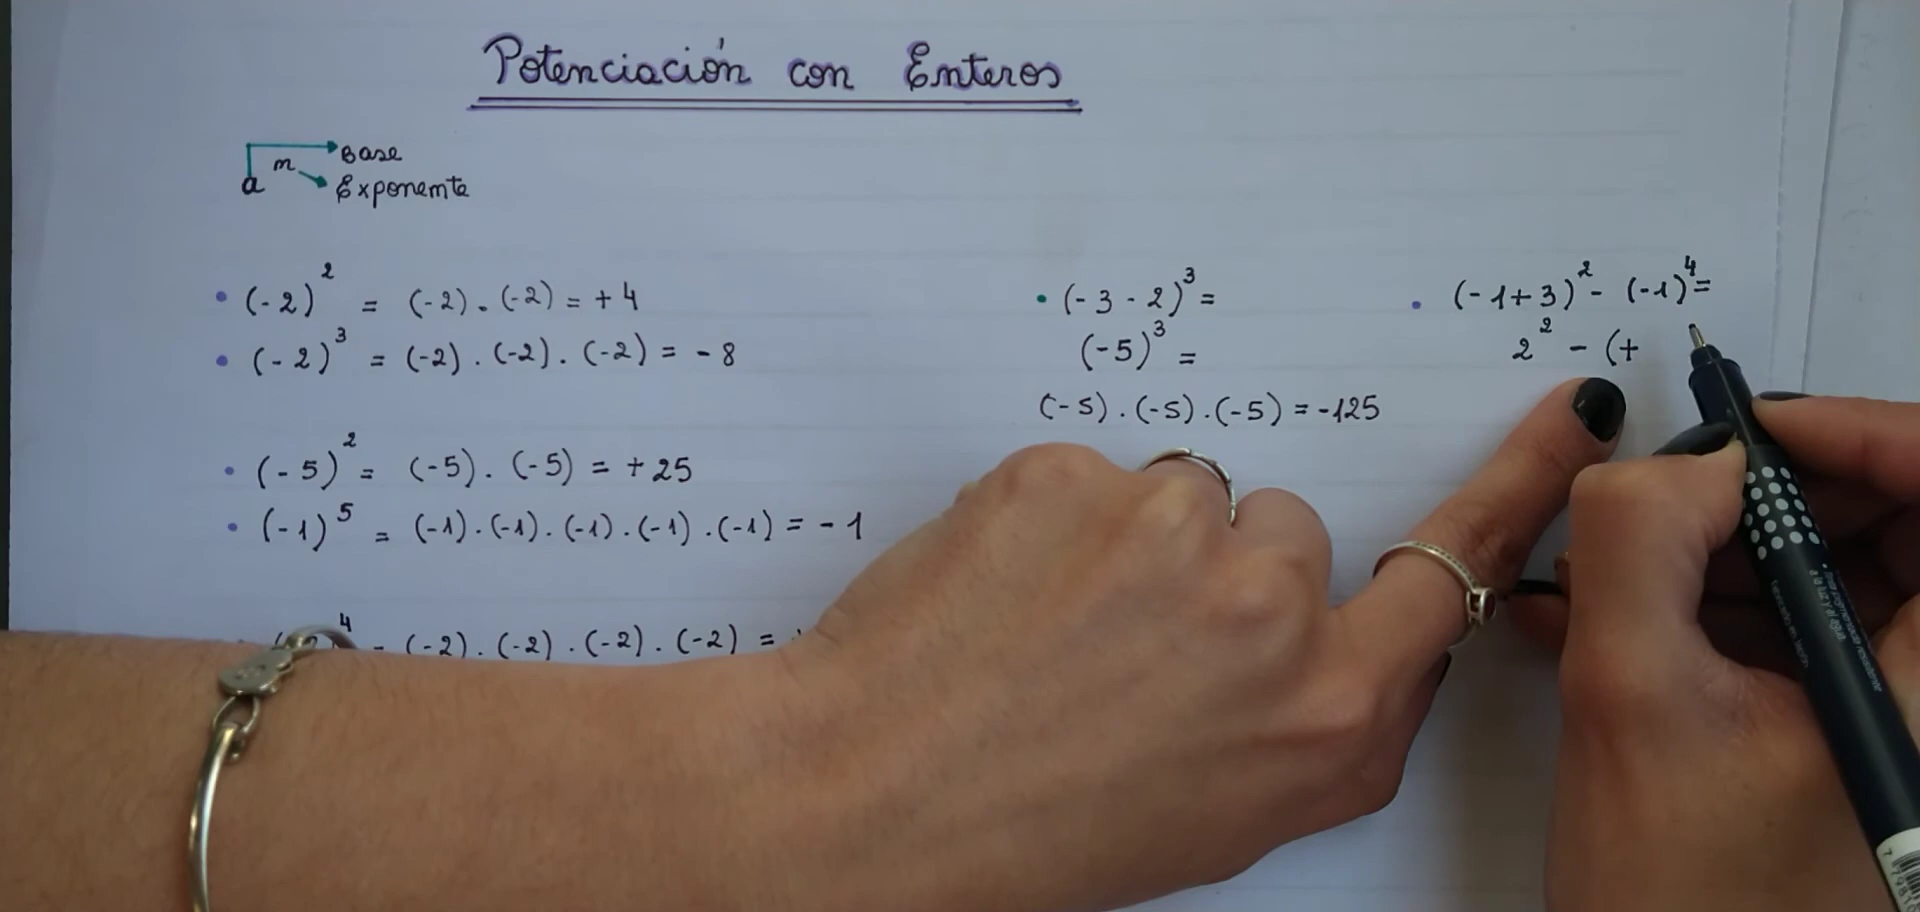 Potenciación con Enteros
Base
a^m
Exponente
• (-2)^2 = (-2) . (-2) = + 4
• (-2)^3 = (-2) . (-2) . (-2) = - 8
• (-5)^2 = (-5) . (-5) = + 25
• (-1)^5 = (-1) . (-1) . (-1) . (-1) . (-1) = - 1
4 = (-2) . (-2) . (-2) . (-2) =
• (-3 - 2)^3 =
(-5)^3 =
(-5) . (-5) . (-5) = -125
• (-1+3)^2 - (-1)^4 =
2^2 - (+